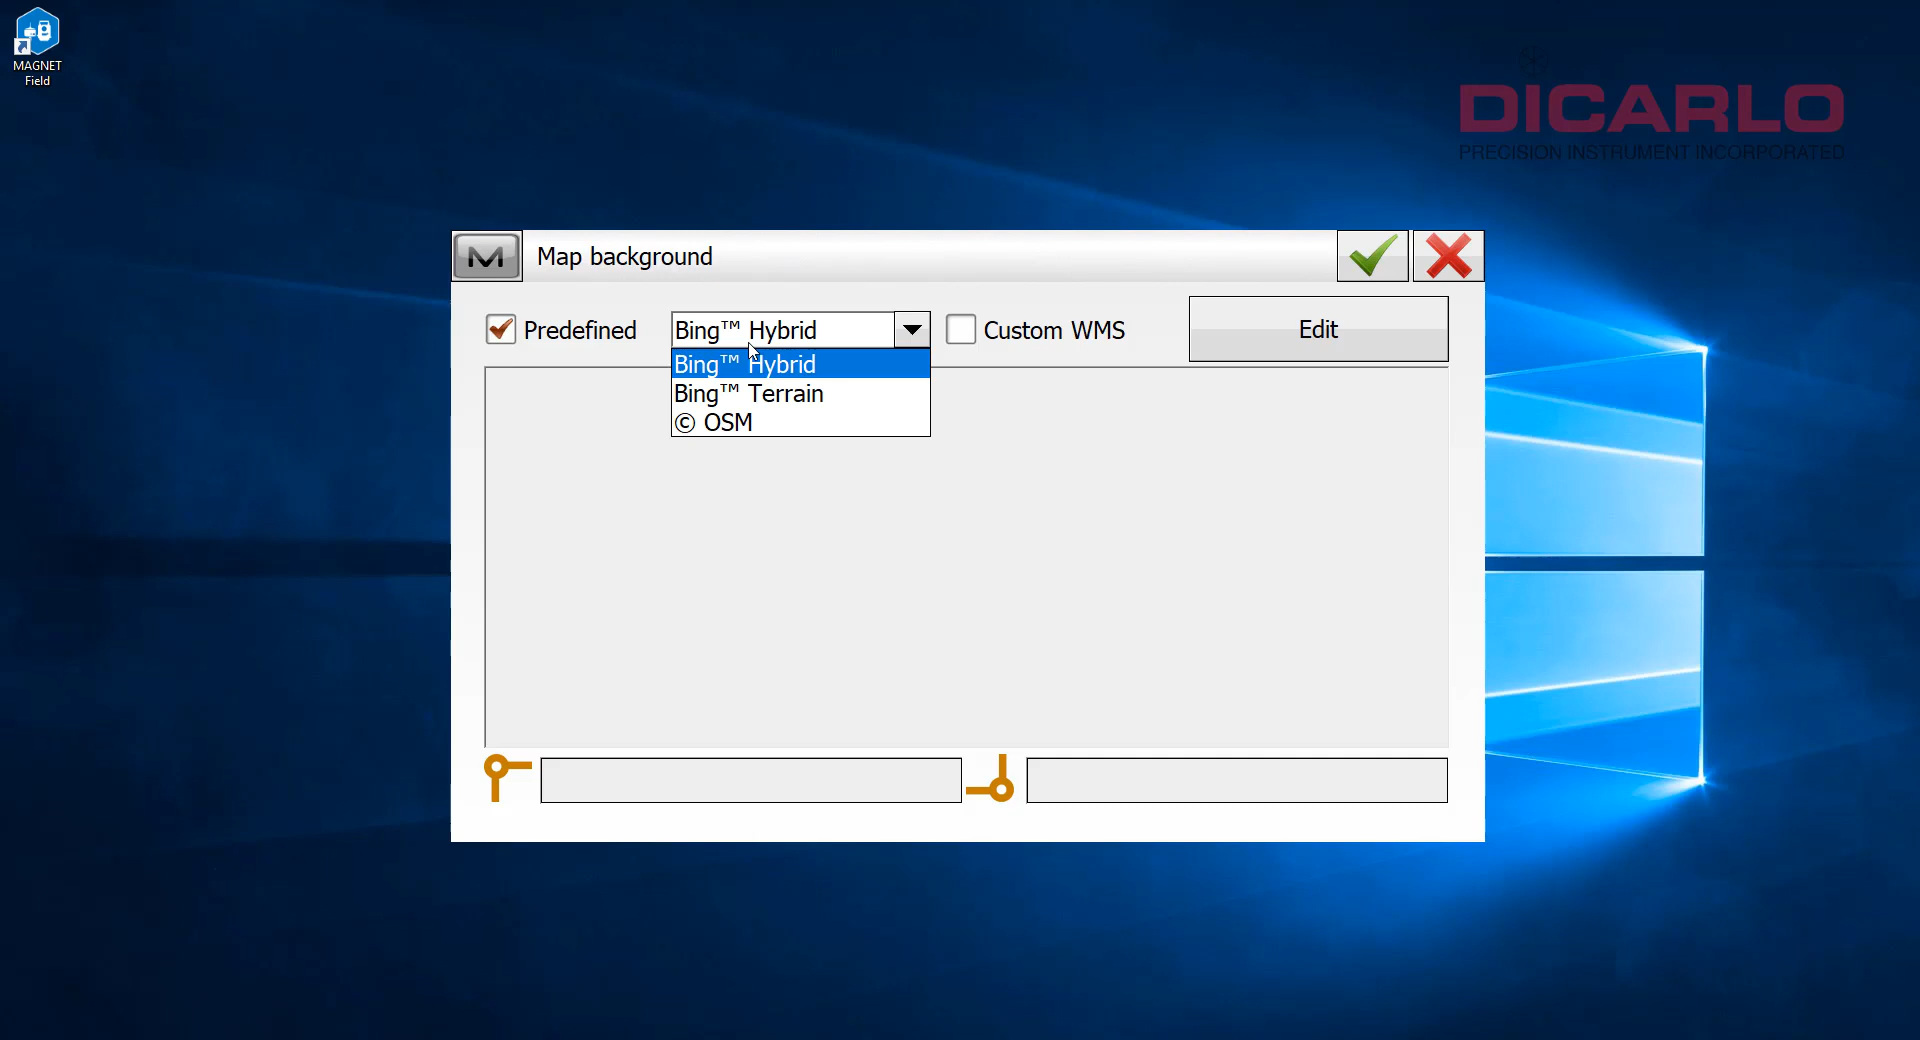 MAGNET
Field
DICARLO
PRECISION INSTRUMENT INCORPORATED
Map background
Predefined
Bing™ Hybrid
Custom WMS
Edit
Bing™ Hybrid
Bing™ Terrain
© OSM